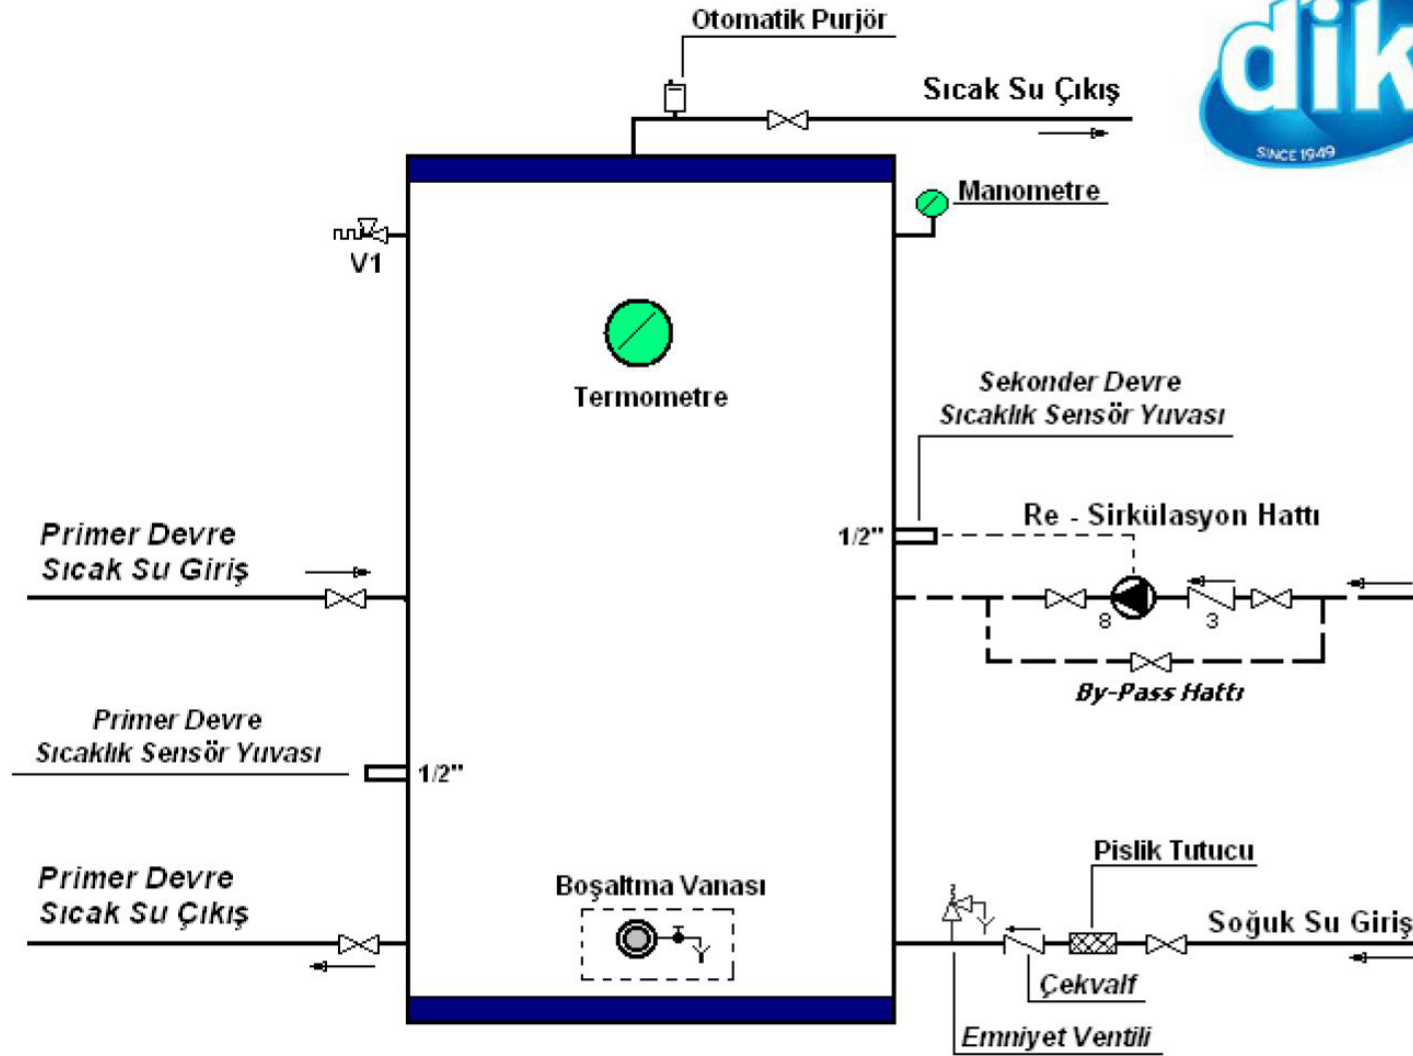 Otomatik Purjör
dik
SINCE 1949
Sıcak Su Çıkış
Manometre
V1
Termometre
Sekonder Devre
Sıcaklık Sensör Yuvası
1/2"
Re - Sirkülasyon Hattı
Primer Devre
Sıcak Su Giriş
8
3
By-Pass Hattı
Primer Devre
Sıcaklık Sensör Yuvası
1/2"
Pislik Tutucu
Primer Devre
Sıcak Su Çıkış
Boşaltma Vanası
Soğuk Su Giriş
Çekvalf
Emniyet Ventili